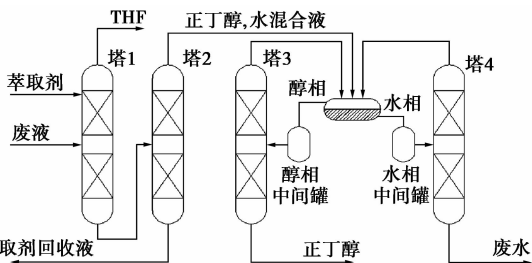 THF
正丁醇,水混合液
塔1
塔2
塔3
塔4
萃取剂
醇相
水相
废液
醇相
中间罐
水相
中间罐
取剂回收液
正丁醇
废水